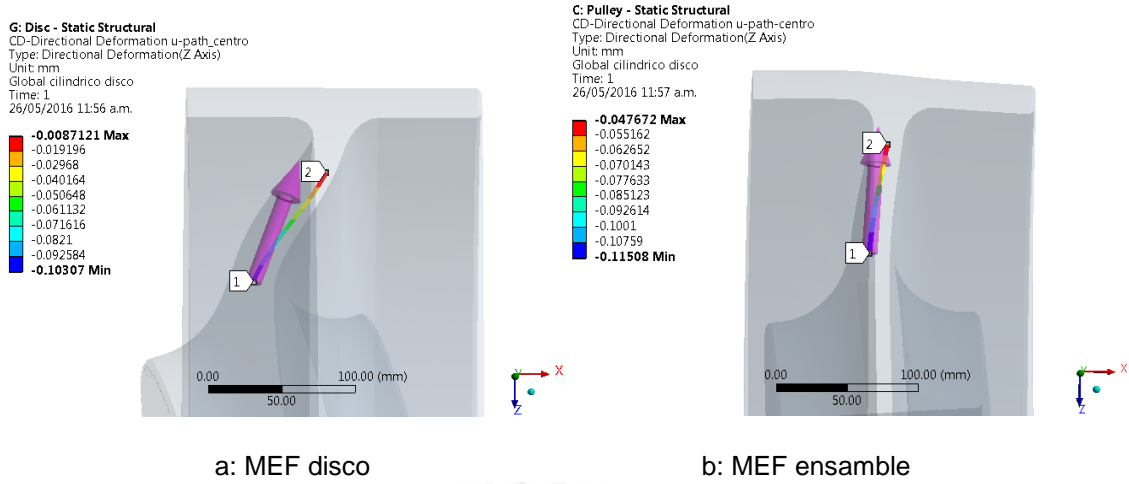 G: Disc - Static Structural
CD-Directional Deformation u-path_centro
Type: Directional Deformation(Z Axis)
Unit: mm
Global cilindrico disco
Time: 1
26/05/2016 11:56 a.m.
-0.0087121 Max
-0.019196
-0.02968
-0.040164
-0.050648
-0.061132
-0.071616
-0.0821
-0.092584
-0.10307 Min
2
1
0.00
100.00 (mm)
50.00
X
Y
Z
a: MEF disco
C: Pulley - Static Structural
CD-Directional Deformation u-path-centro
Type: Directional Deformation(Z Axis)
Unit: mm
Global cilindrico disco
Time: 1
26/05/2016 11:57 a.m.
-0.047672 Max
-0.055162
-0.062652
-0.070143
-0.077633
-0.085123
-0.092614
-0.1001
-0.10759
-0.11508 Min
2
1
0.00
100.00 (mm)
50.00
X
Y
Z
b: MEF ensamble